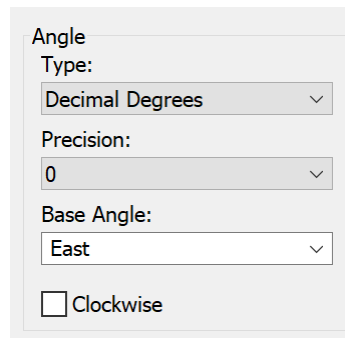 Angle
Type:
Decimal Degrees
Precision:
0
Base Angle:
East
Clockwise